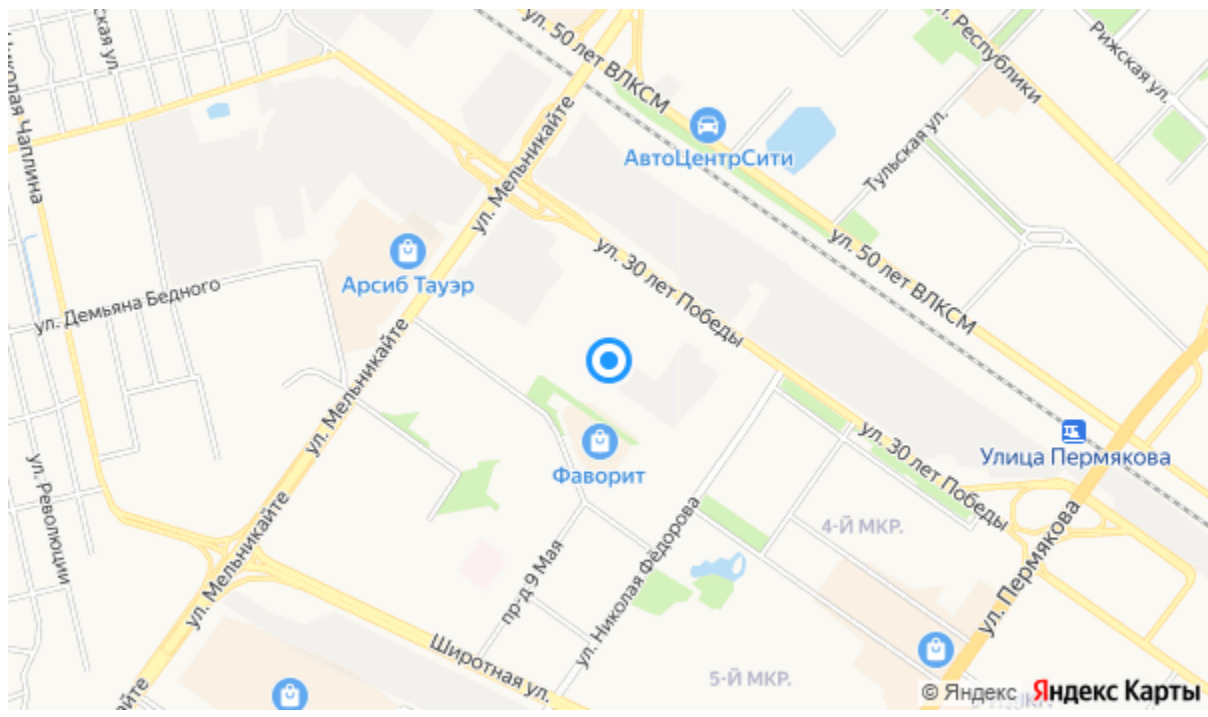 ская ул.
иколая Чаплина
ул. 50 лет ВЛКСМ
ул. Республики
Рижская ул.
АвтоЦентрСити
Тульская ул.
ул. Мельникайте
Арсиб Тауэр
ул. 30 лет Победы
ул. 50 лет ВЛКСМ
ул. Демьяна Бедного
ул. Мельникайте
Фаворит
ул. 30 лет Победы
Улица Пермякова
ул. Революции
ул. Мельникайте
4-Й МКР.
пр-д 9 Мая
ул. Николая Фёдорова
ул. Пермякова
Широтная ул.
5-Й МКР.
айте
© Яндекс Яндекс Карты